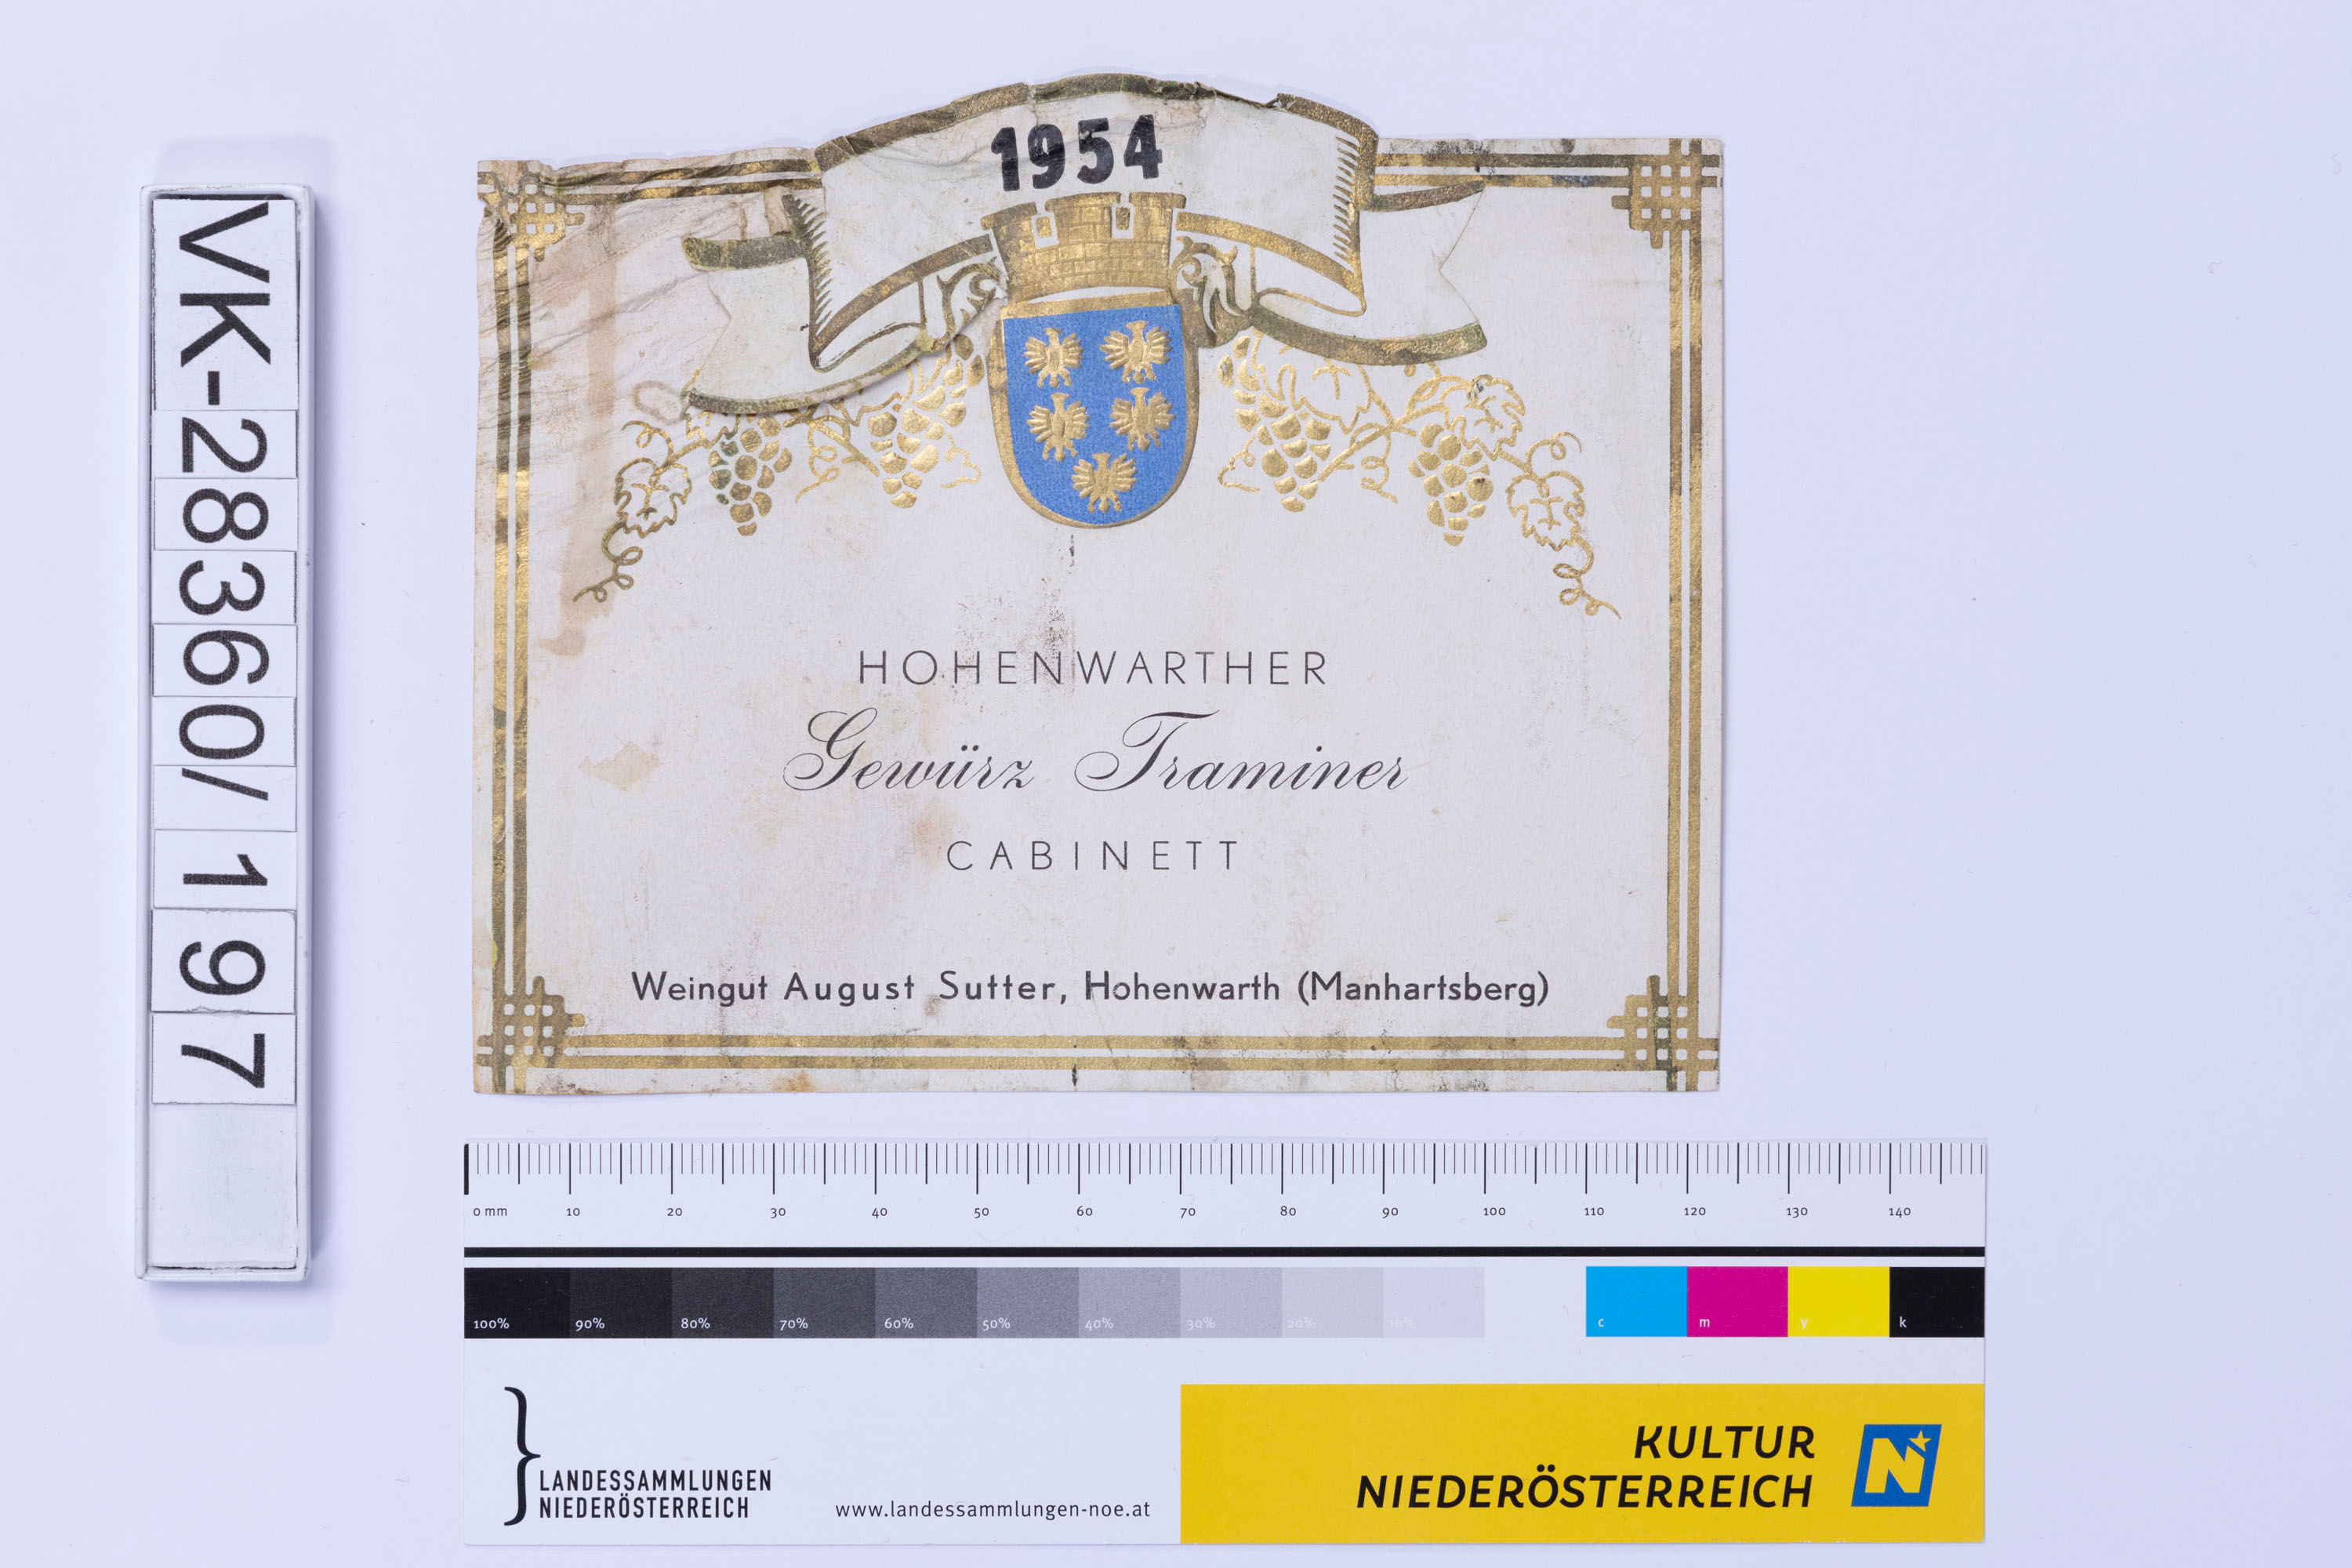 VK-28360/197
1954
HOHENWARTHER
Gewürz Traminer
CABINETT
Weingut August Sutter, Hohenwarth (Manhartsberg)
0 mm 10 20 30 40 50 60 70 80 90 100 110 120 130 140
100% 90% 80% 70% 60% 50% 40% 30% 20% 10% c m y k
LANDESSAMMLUNGEN
NIEDERÖSTERREICH
www.landessammlungen-noe.at
KULTUR
NIEDERÖSTERREICH
N